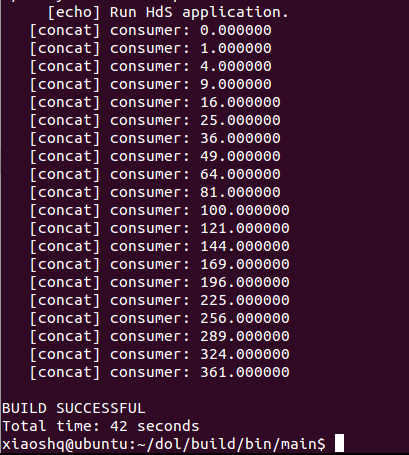 [echo] Run HdS application.
[concat] consumer: 0.000000
[concat] consumer: 1.000000
[concat] consumer: 4.000000
[concat] consumer: 9.000000
[concat] consumer: 16.000000
[concat] consumer: 25.000000
[concat] consumer: 36.000000
[concat] consumer: 49.000000
[concat] consumer: 64.000000
[concat] consumer: 81.000000
[concat] consumer: 100.000000
[concat] consumer: 121.000000
[concat] consumer: 144.000000
[concat] consumer: 169.000000
[concat] consumer: 196.000000
[concat] consumer: 225.000000
[concat] consumer: 256.000000
[concat] consumer: 289.000000
[concat] consumer: 324.000000
[concat] consumer: 361.000000
BUILD SUCCESSFUL
Total time: 42 seconds
xiaoshq@ubuntu:~/dol/build/bin/main$